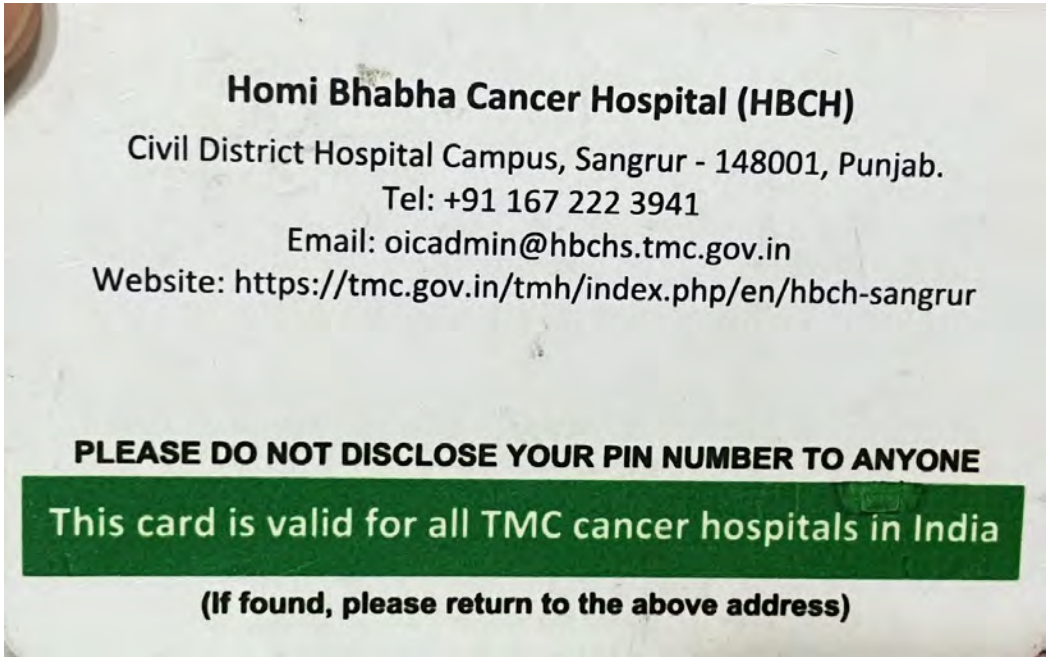 Homi Bhabha Cancer Hospital (HBCH)
Civil District Hospital Campus, Sangrur - 148001, Punjab.
Tel: +91 167 222 3941
Email: oicadmin@hbchs.tmc.gov.in
Website: https://tmc.gov.in/tmh/index.php/en/hbch-sangrur
PLEASE DO NOT DISCLOSE YOUR PIN NUMBER TO ANYONE
This card is valid for all TMC cancer hospitals in India
(If found, please return to the above address)